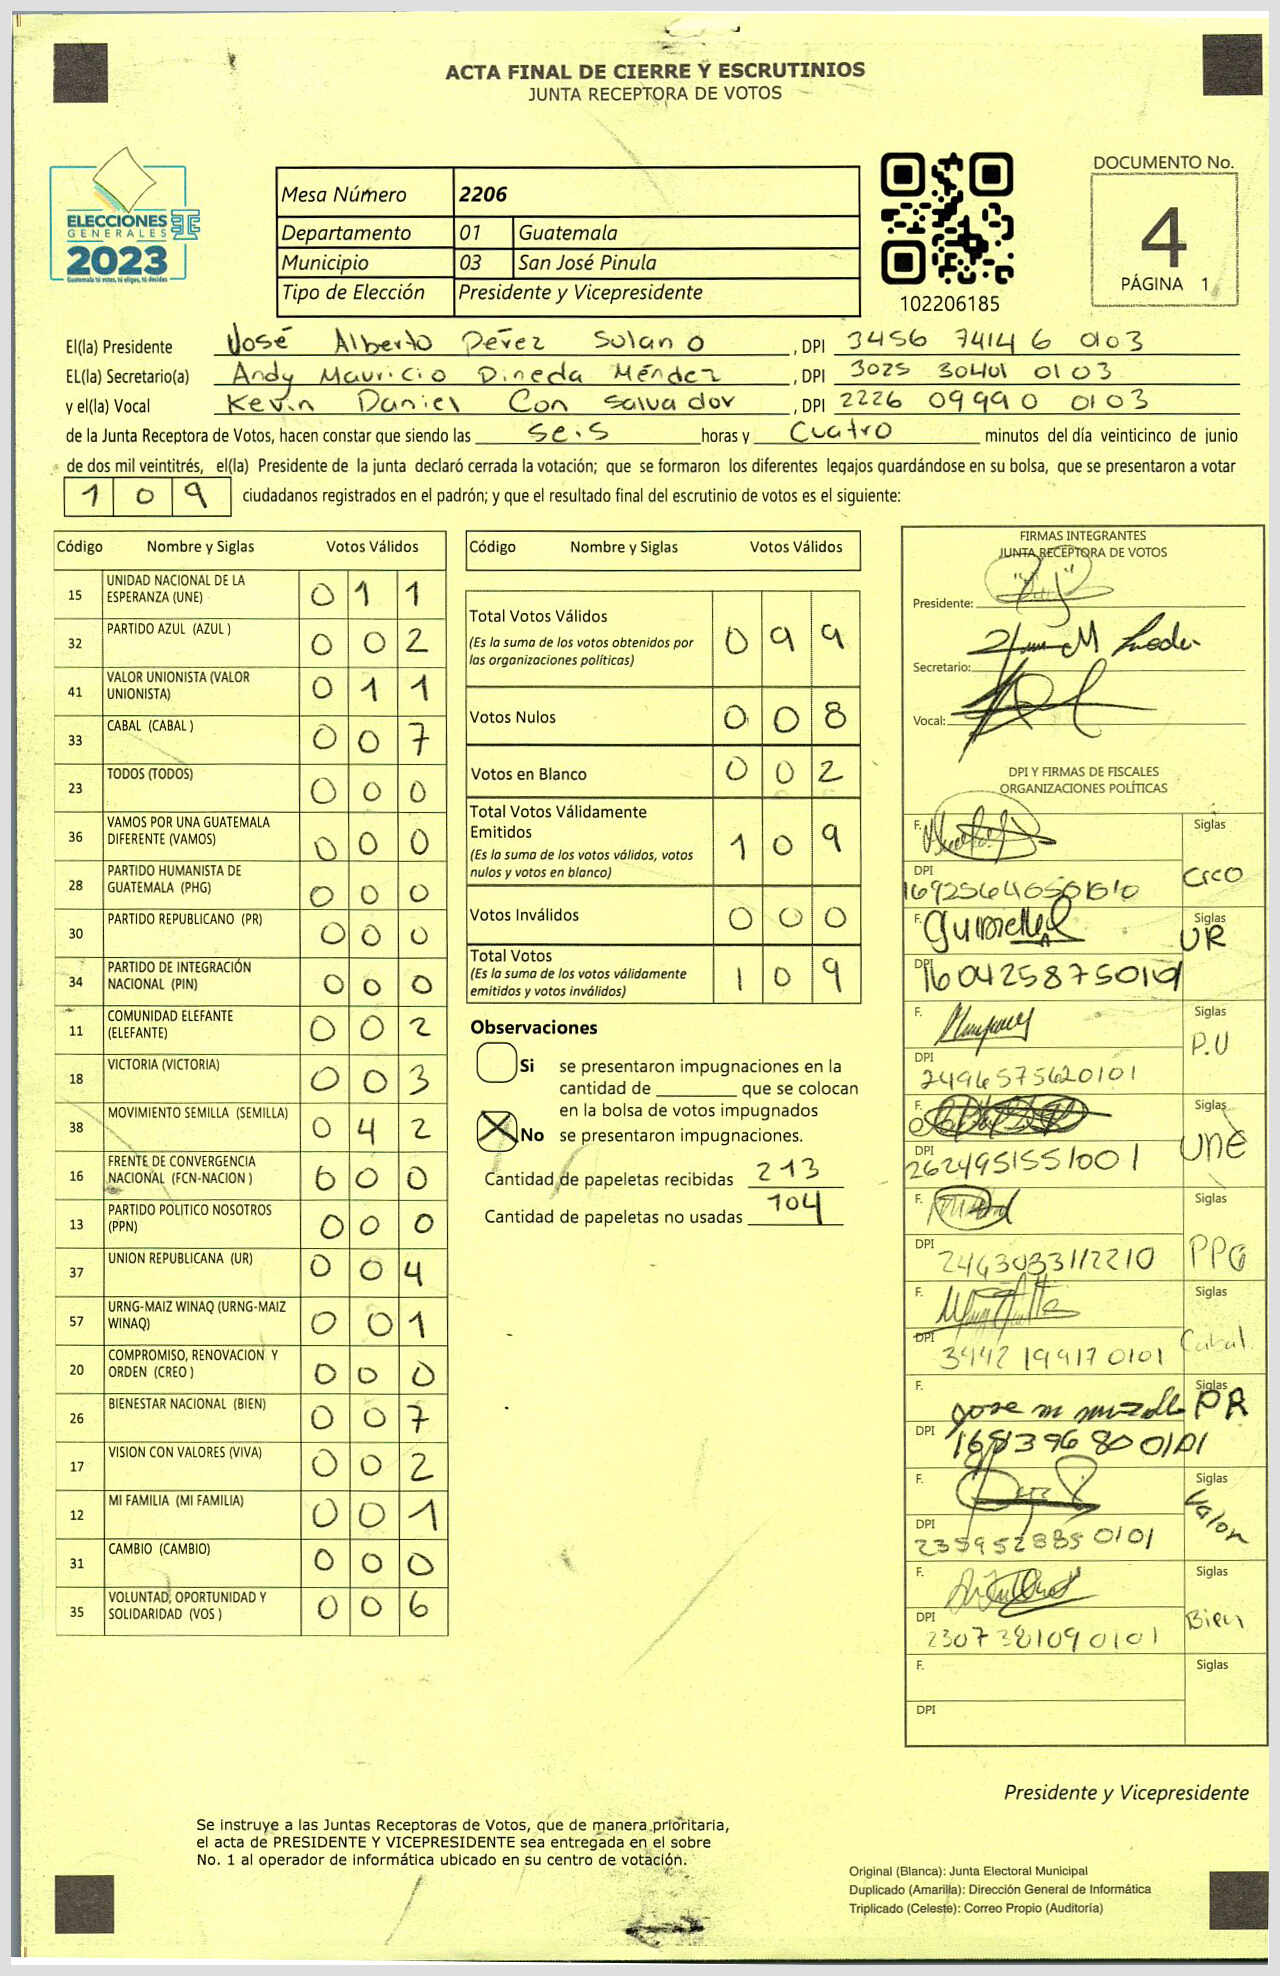 ACTA FINAL DE CIERRE Y ESCRUTINIOS
JUNTA RECEPTORA DE VOTOS
ELECCIONES
GENERALES
2023
Guatemala tú votas, tú eliges, tú decides
Mesa Número 2206
Departamento 01 Guatemala
Municipio 03 San José Pinula
Tipo de Elección Presidente y Vicepresidente
102206185
DOCUMENTO No.
4
PÁGINA 1
El(la) Presidente José Alberto Pérez Solano , DPI 3456 74146 0103
EL(la) Secretario(a) Andy Mauricio Pineda Méndez , DPI 3025 30401 0103
y el(la) Vocal Kevin Daniel Con Salvador , DPI 2226 09990 0103
de la Junta Receptora de Votos, hacen constar que siendo las seis horas y cuatro minutos del día veinticinco de junio
de dos mil veintitrés, el(la) Presidente de la junta declaró cerrada la votación; que se formaron los diferentes legajos guardándose en su bolsa, que se presentaron a votar
109 ciudadanos registrados en el padrón; y que el resultado final del escrutinio de votos es el siguiente:
Código Nombre y Siglas Votos Válidos
15 UNIDAD NACIONAL DE LA ESPERANZA (UNE) 0 1 1
32 PARTIDO AZUL (AZUL ) 0 0 2
41 VALOR UNIONISTA (VALOR UNIONISTA) 0 1 1
33 CABAL (CABAL ) 0 0 7
23 TODOS (TODOS) 0 0 0
36 VAMOS POR UNA GUATEMALA DIFERENTE (VAMOS) 0 0 0
28 PARTIDO HUMANISTA DE GUATEMALA (PHG) 0 0 0
30 PARTIDO REPUBLICANO (PR) 0 0 0
34 PARTIDO DE INTEGRACIÓN NACIONAL (PIN) 0 0 0
11 COMUNIDAD ELEFANTE (ELEFANTE) 0 0 2
18 VICTORIA (VICTORIA) 0 0 3
38 MOVIMIENTO SEMILLA (SEMILLA) 0 4 2
16 FRENTE DE CONVERGENCIA NACIONAL (FCN-NACION ) 0 0 0
13 PARTIDO POLITICO NOSOTROS (PPN) 0 0 0
37 UNION REPUBLICANA (UR) 0 0 4
57 URNG-MAIZ WINAQ (URNG-MAIZ WINAQ) 0 0 1
20 COMPROMISO, RENOVACION Y ORDEN (CREO ) 0 0 0
26 BIENESTAR NACIONAL (BIEN) 0 0 7
17 VISION CON VALORES (VIVA) 0 0 2
12 MI FAMILIA (MI FAMILIA) 0 0 1
31 CAMBIO (CAMBIO) 0 0 0
35 VOLUNTAD, OPORTUNIDAD Y SOLIDARIDAD (VOS ) 0 0 6
Código Nombre y Siglas Votos Válidos
Total Votos Válidos 0 9 9
(Es la suma de los votos obtenidos por
las organizaciones políticas)
Votos Nulos 0 0 8
Votos en Blanco 0 0 2
Total Votos Válidamente
Emitidos 1 0 9
(Es la suma de los votos válidos, votos
nulos y votos en blanco)
Votos Inválidos 0 0 0
Total Votos 1 0 9
(Es la suma de los votos válidamente
emitidos y votos inválidos)
Observaciones
Si se presentaron impugnaciones en la
cantidad de que se colocan
en la bolsa de votos impugnados
No se presentaron impugnaciones.
Cantidad de papeletas recibidas 213
Cantidad de papeletas no usadas 104
FIRMAS INTEGRANTES
JUNTA RECEPTORA DE VOTOS
Presidente:
Secretario:
Vocal:
DPI Y FIRMAS DE FISCALES
ORGANIZACIONES POLÍTICAS
F. Siglas
DPI
F. Siglas UR
DPI 1604258750101
F. Siglas P.U
DPI 2496575620101
F. Siglas UNE
DPI 2624951551001
F. Siglas PPG
DPI 2463033112210
F. Siglas Cabal
DPI 3442 19917 0101
F. Siglas PR
DPI
F. Siglas Valor
DPI 235952885 0101
F. Siglas Bien
DPI 2307381090101
F. Siglas
DPI
Presidente y Vicepresidente
Se instruye a las Juntas Receptoras de Votos, que de manera prioritaria,
el acta de PRESIDENTE Y VICEPRESIDENTE sea entregada en el sobre
No. 1 al operador de informática ubicado en su centro de votación.
Original (Blanca): Junta Electoral Municipal
Duplicado (Amarilla): Dirección General de Informática
Triplicado (Celeste): Correo Propio (Auditoría)